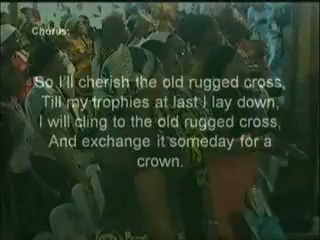 Chorus:
So I'll cherish the old rugged cross,
Till my trophies at last I lay down,
I will cling to the old rugged cross,
And exchange it someday for a
crown.